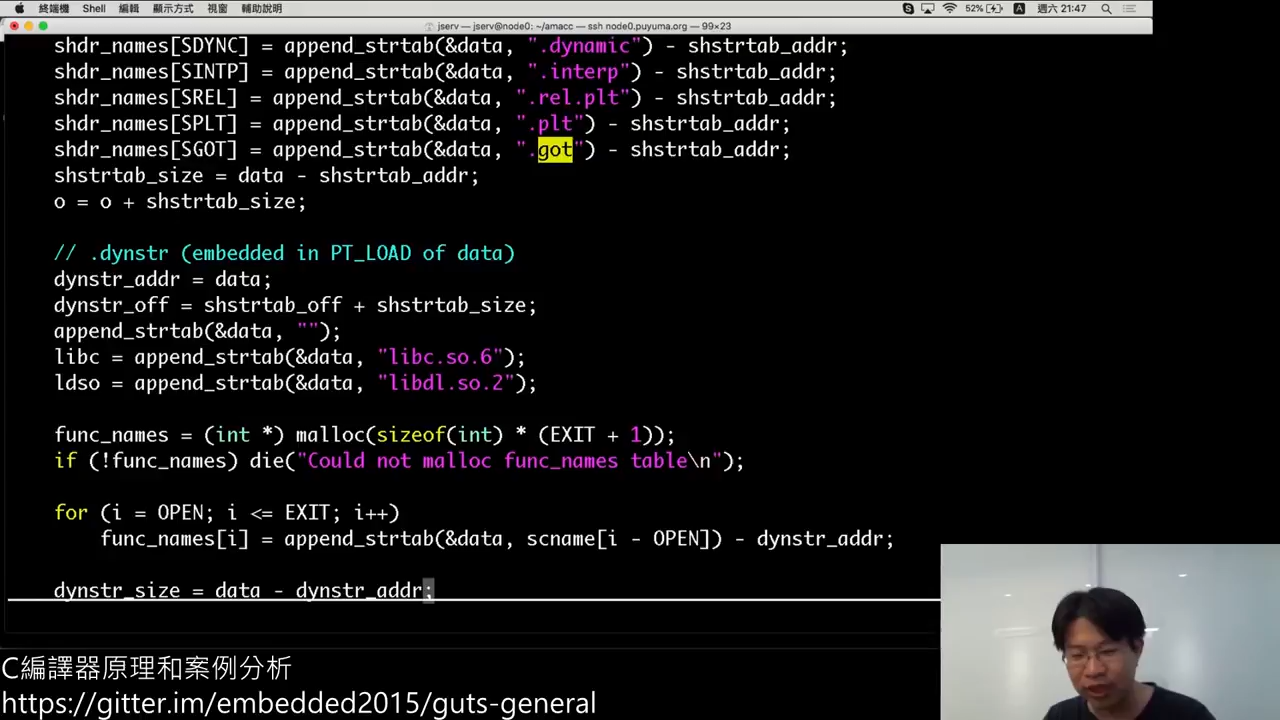 終端機 Shell 編輯 顯示方式 視窗 輔助說明 52% 週六 21:47
jserv — jserv@node0: ~/amacc — ssh node0.puyuma.org — 99×23
shdr_names[SDYNC] = append_strtab(&data, ".dynamic") - shstrtab_addr;
shdr_names[SINTP] = append_strtab(&data, ".interp") - shstrtab_addr;
shdr_names[SREL] = append_strtab(&data, ".rel.plt") - shstrtab_addr;
shdr_names[SPLT] = append_strtab(&data, ".plt") - shstrtab_addr;
shdr_names[SGOT] = append_strtab(&data, ".got") - shstrtab_addr;
shstrtab_size = data - shstrtab_addr;
o = o + shstrtab_size;
// .dynstr (embedded in PT_LOAD of data)
dynstr_addr = data;
dynstr_off = shstrtab_off + shstrtab_size;
append_strtab(&data, "");
libc = append_strtab(&data, "libc.so.6");
ldso = append_strtab(&data, "libdl.so.2");
func_names = (int *) malloc(sizeof(int) * (EXIT + 1));
if (!func_names) die("Could not malloc func_names table\n");
for (i = OPEN; i <= EXIT; i++)
func_names[i] = append_strtab(&data, scname[i - OPEN]) - dynstr_addr;
dynstr_size = data - dynstr_addr;
C編譯器原理和案例分析
https://gitter.im/embedded2015/guts-general